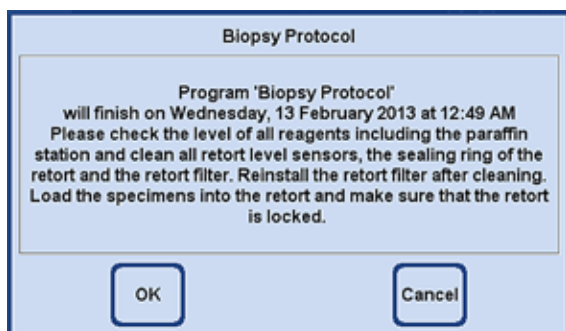 Biopsy Protocol
Program 'Biopsy Protocol'
will finish on Wednesday, 13 February 2013 at 12:49 AM
Please check the level of all reagents including the paraffin
station and clean all retort level sensors, the sealing ring of the
retort and the retort filter. Reinstall the retort filter after cleaning.
Load the specimens into the retort and make sure that the retort
is locked.
OK
Cancel